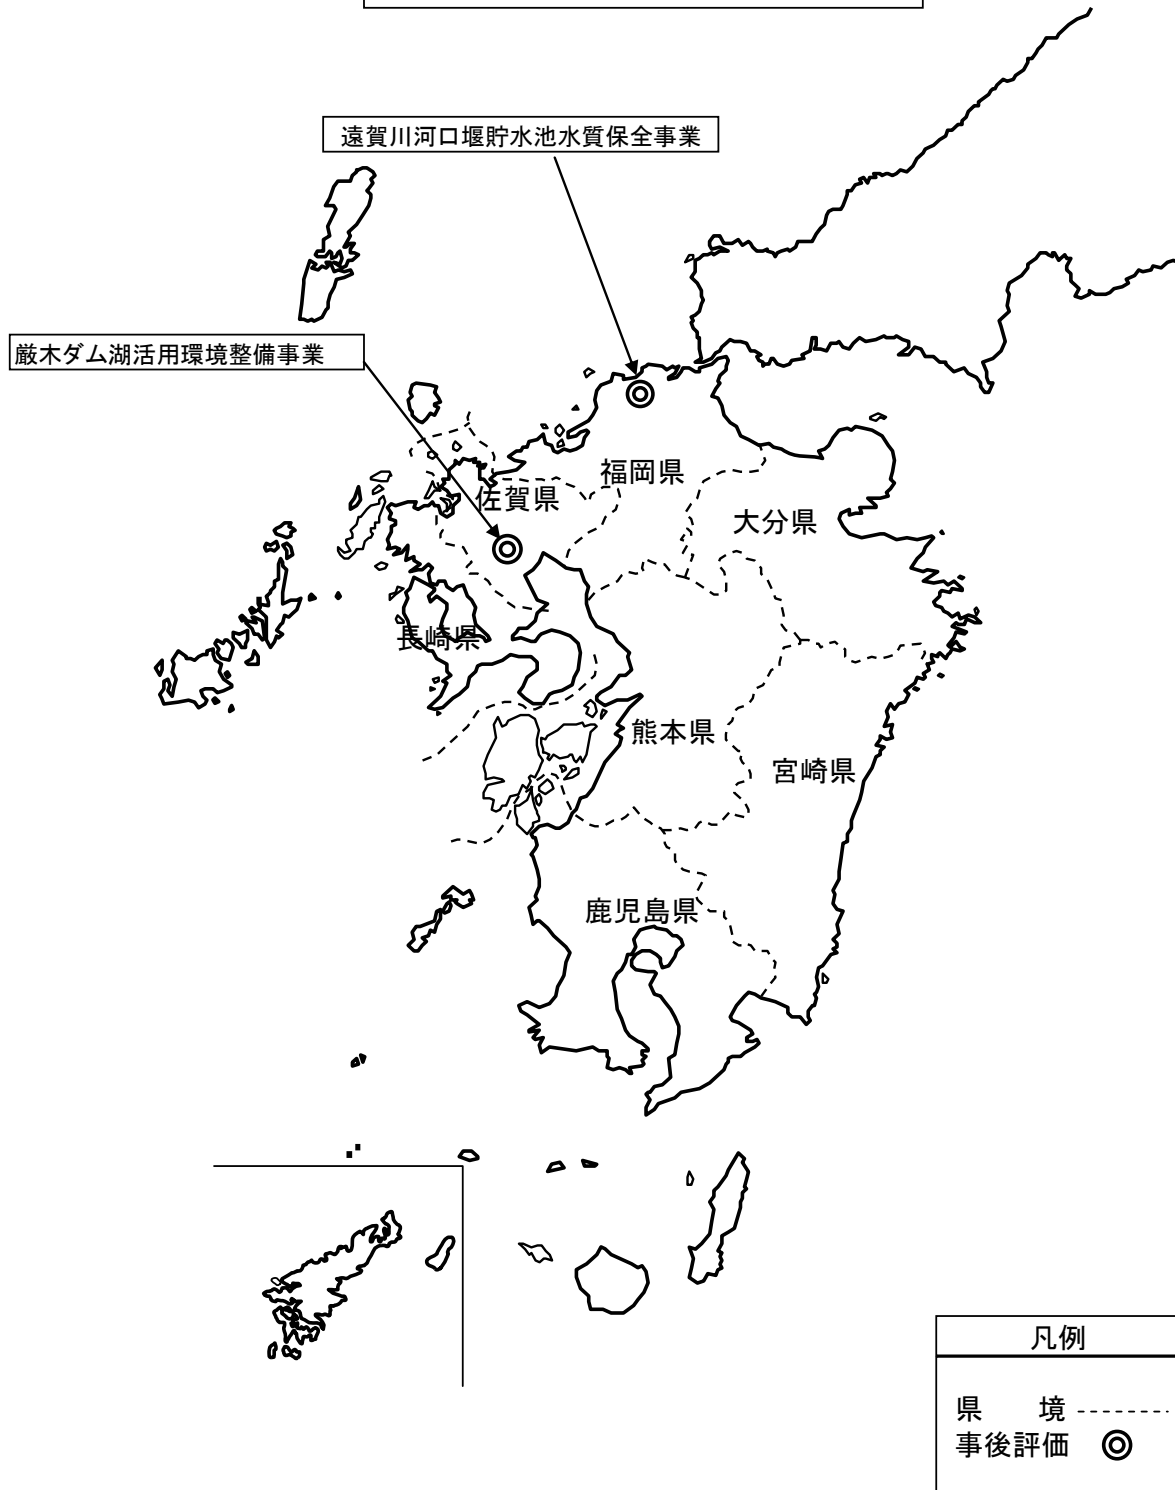 遠賀川河口堰貯水池水質保全事業
厳木ダム湖活用環境整備事業
福岡県
佐賀県
大分県
長崎県
熊本県
宮崎県
鹿児島県
凡例
県　境
事後評価